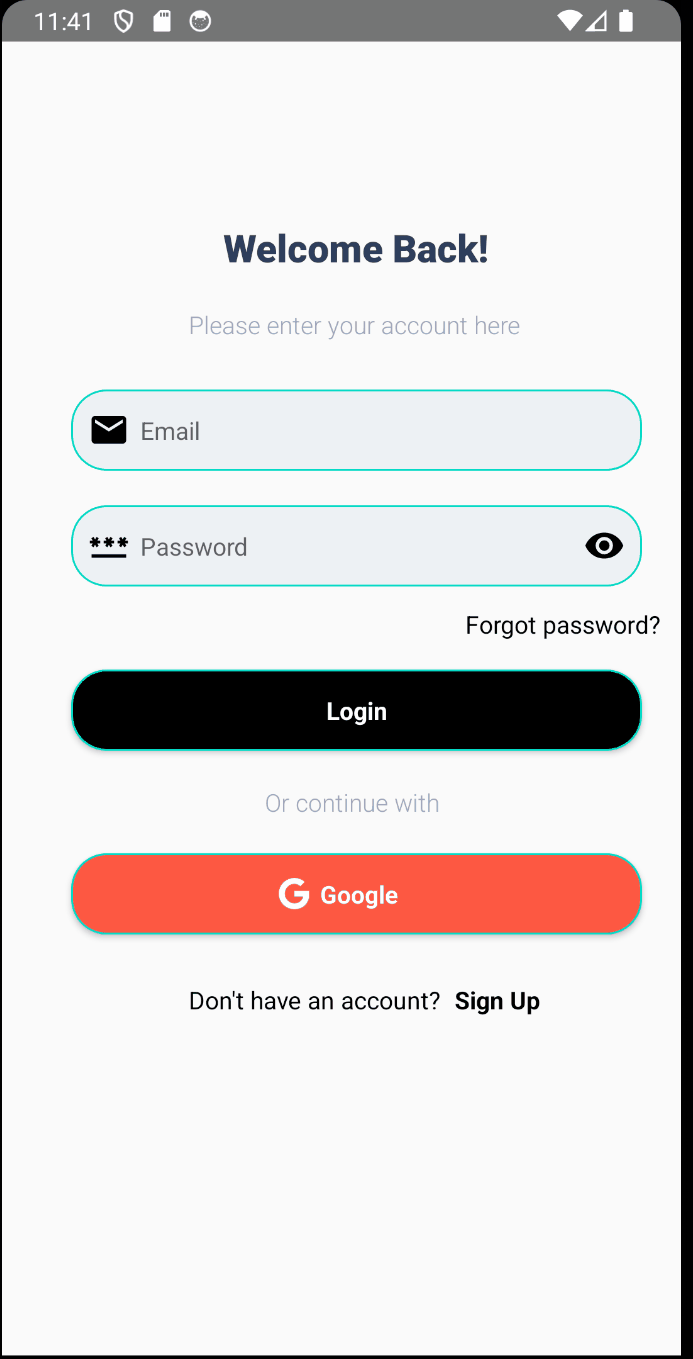 11:41
Welcome Back!
Please enter your account here
Email
*** Password
Forgot password?
Login
Or continue with
G Google
Don't have an account? Sign Up